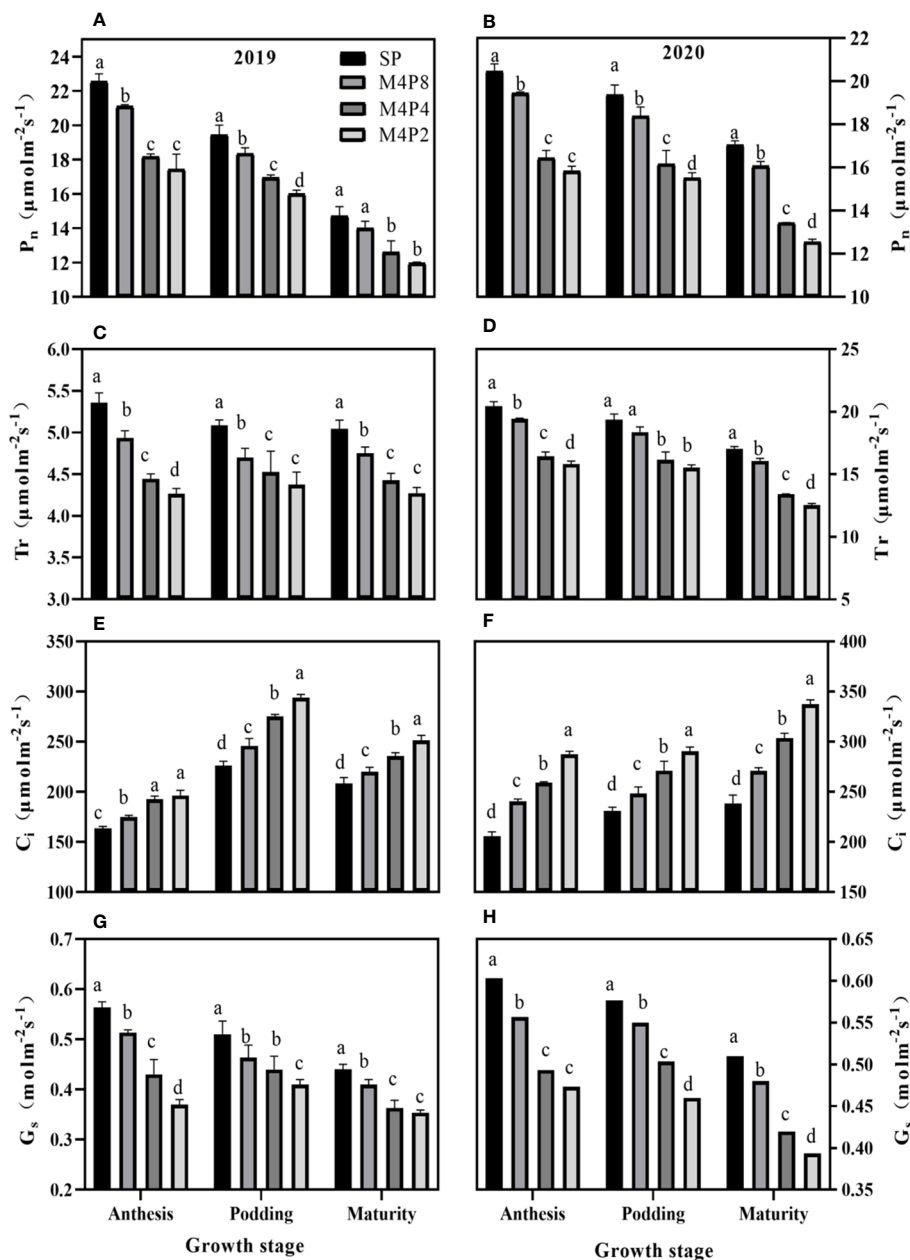 A
B
2019
SP
M4P8
M4P4
M4P2
2020
24
22
20
18
16
14
12
10
Pn (μmolm-2s-1)
a b c c
a b c d
a a b b
22
20
18
16
14
12
10
Pn (μmolm-2s-1)
a b c c
a b c d
a b c d
C
D
6.0
5.5
5.0
4.5
4.0
3.5
3.0
Tr (μmolm-2s-1)
a b c d
a b c c
a b c c
25
20
15
10
5
Tr (μmolm-2s-1)
a b c d
a a b b
a b c d
E
F
350
300
250
200
150
100
Ci (μmolm-2s-1)
c b a a
d c b a
d c b a
400
350
300
250
200
150
Ci (μmolm-2s-1)
d c b a
d c b a
d c b a
G
H
0.7
0.6
0.5
0.4
0.3
0.2
Gs (molm-2s-1)
a b c d
a b b c
a b c c
0.65
0.60
0.55
0.50
0.45
0.40
0.35
Gs (molm-2s-1)
a b c c
a b c d
a b c d
Anthesis Podding Maturity
Growth stage
Anthesis Podding Maturity
Growth stage